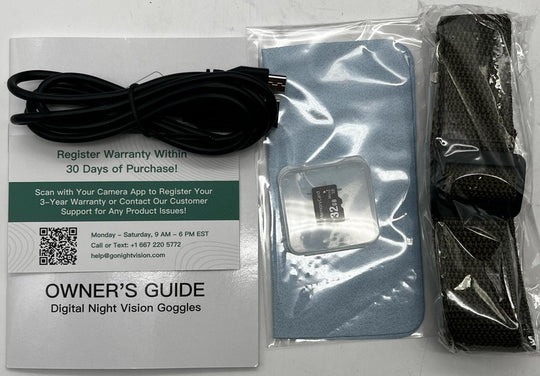 Register Warranty Within
30 Days of Purchase!
Scan with Your Camera App to Register Your
3-Year Warranty or Contact Our Customer
Support for Any Product Issues!
Monday - Saturday, 9 AM - 6 PM EST
Call or Text: +1 667 220 5772
help@gonightvision.com
OWNER'S GUIDE
Digital Night Vision Goggles
32GB